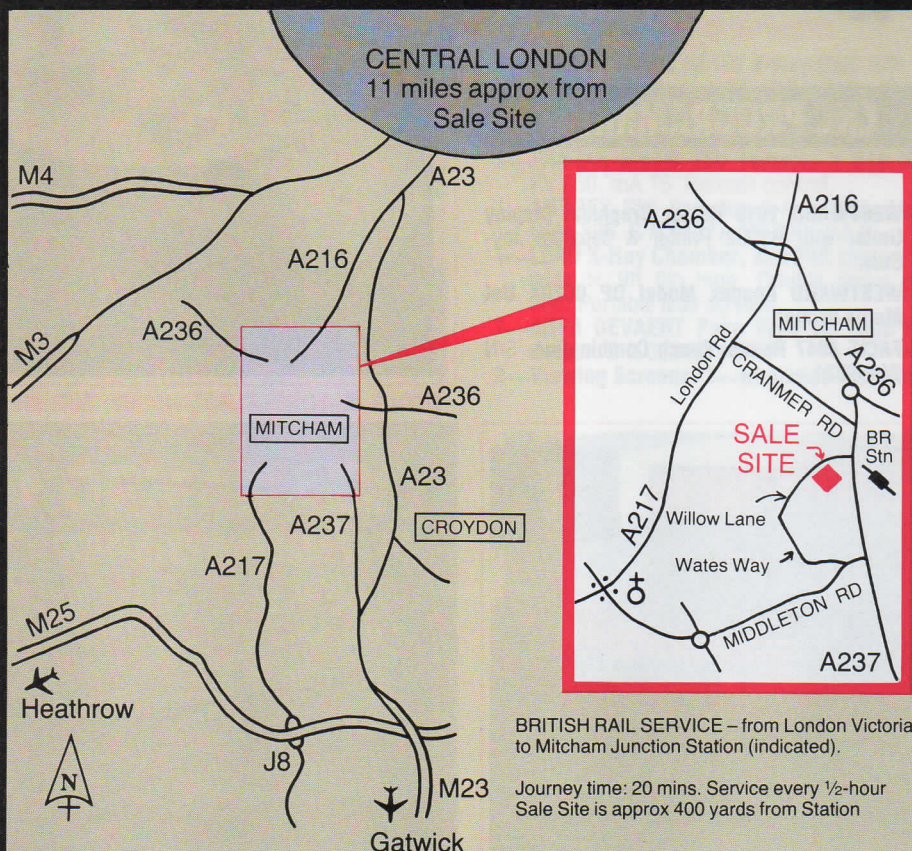 CENTRAL LONDON
11 miles approx from
Sale Site
M4
A23
A216
A236
M3
A236
MITCHAM
A23
A237
CROYDON
A217
M25
Heathrow
J8
N
M23
Gatwick
A236
A216
London Rd
MITCHAM
CRANMER RD
A236
SALE
SITE
BR
Stn
A217
Willow Lane
Wates Way
MIDDLETON RD
A237
BRITISH RAIL SERVICE – from London Victoria
to Mitcham Junction Station (indicated).
Journey time: 20 mins. Service every ½-hour
Sale Site is approx 400 yards from Station